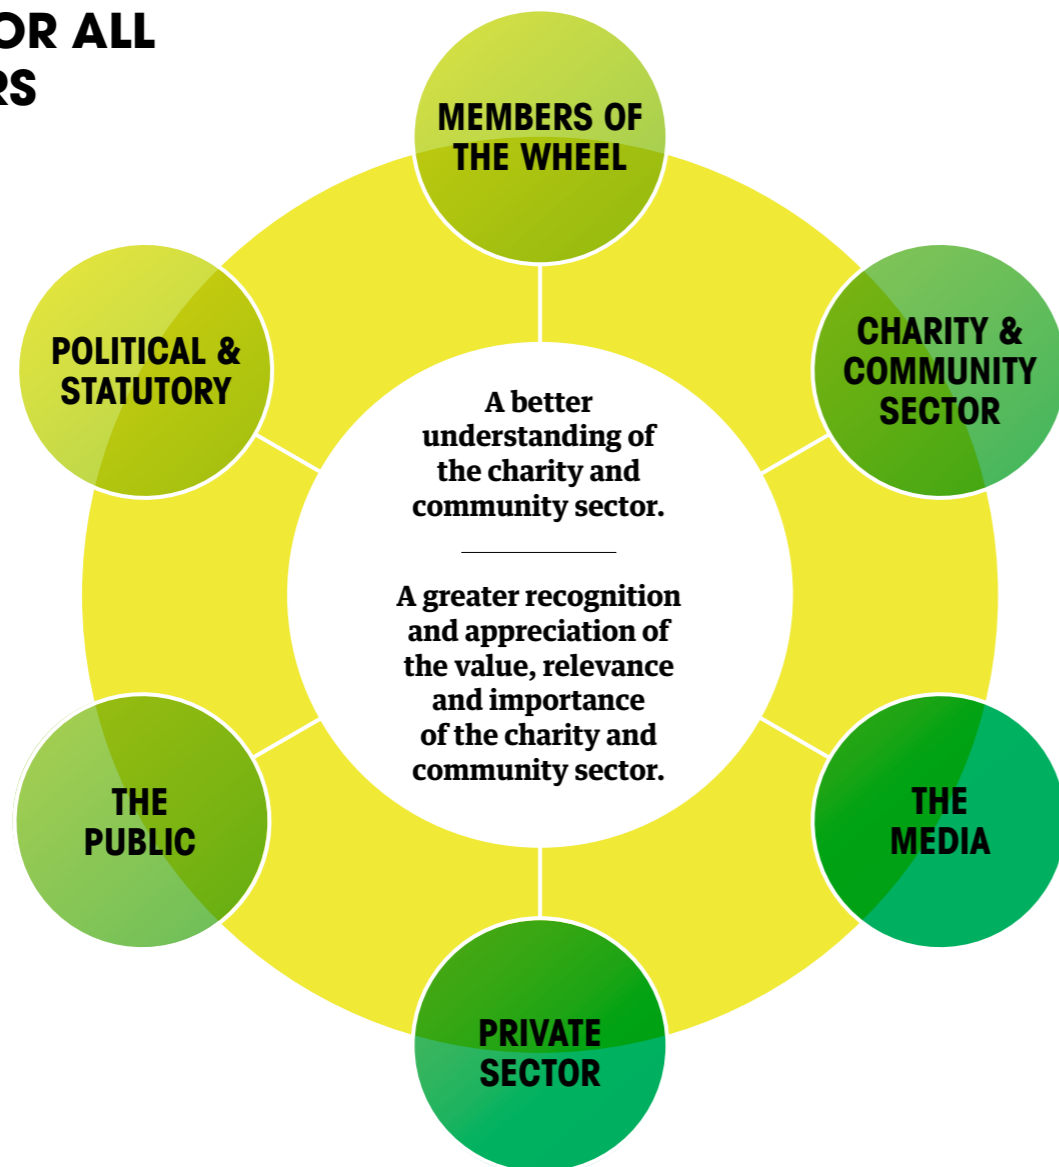 OR ALL
RS
MEMBERS OF
THE WHEEL
POLITICAL &
STATUTORY
CHARITY &
COMMUNITY
SECTOR
A better
understanding of
the charity and
community sector.
A greater recognition
and appreciation of
the value, relevance
and importance
of the charity and
community sector.
THE
PUBLIC
THE
MEDIA
PRIVATE
SECTOR